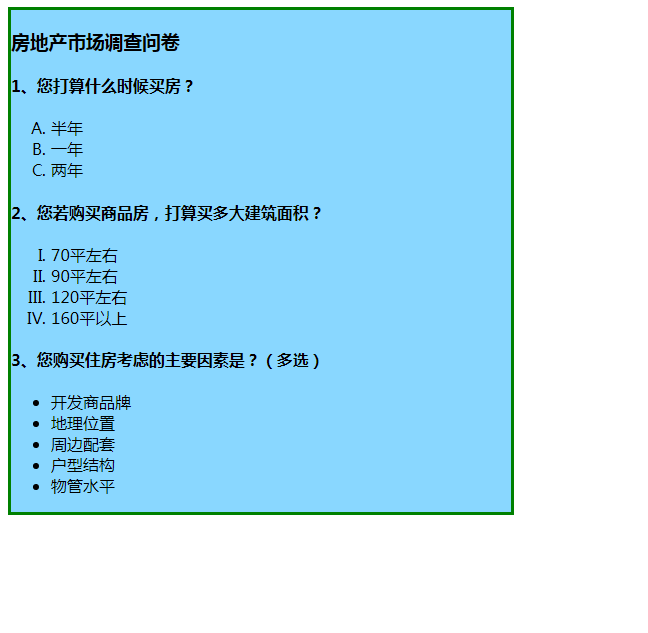 房地产市场调查问卷
1、您打算什么时候买房？
A. 半年
B. 一年
C. 两年
2、您若购买商品房，打算买多大建筑面积？
I. 70平左右
II. 90平左右
III. 120平左右
IV. 160平以上
3、您购买住房考虑的主要因素是？（多选）
• 开发商品牌
• 地理位置
• 周边配套
• 户型结构
• 物管水平